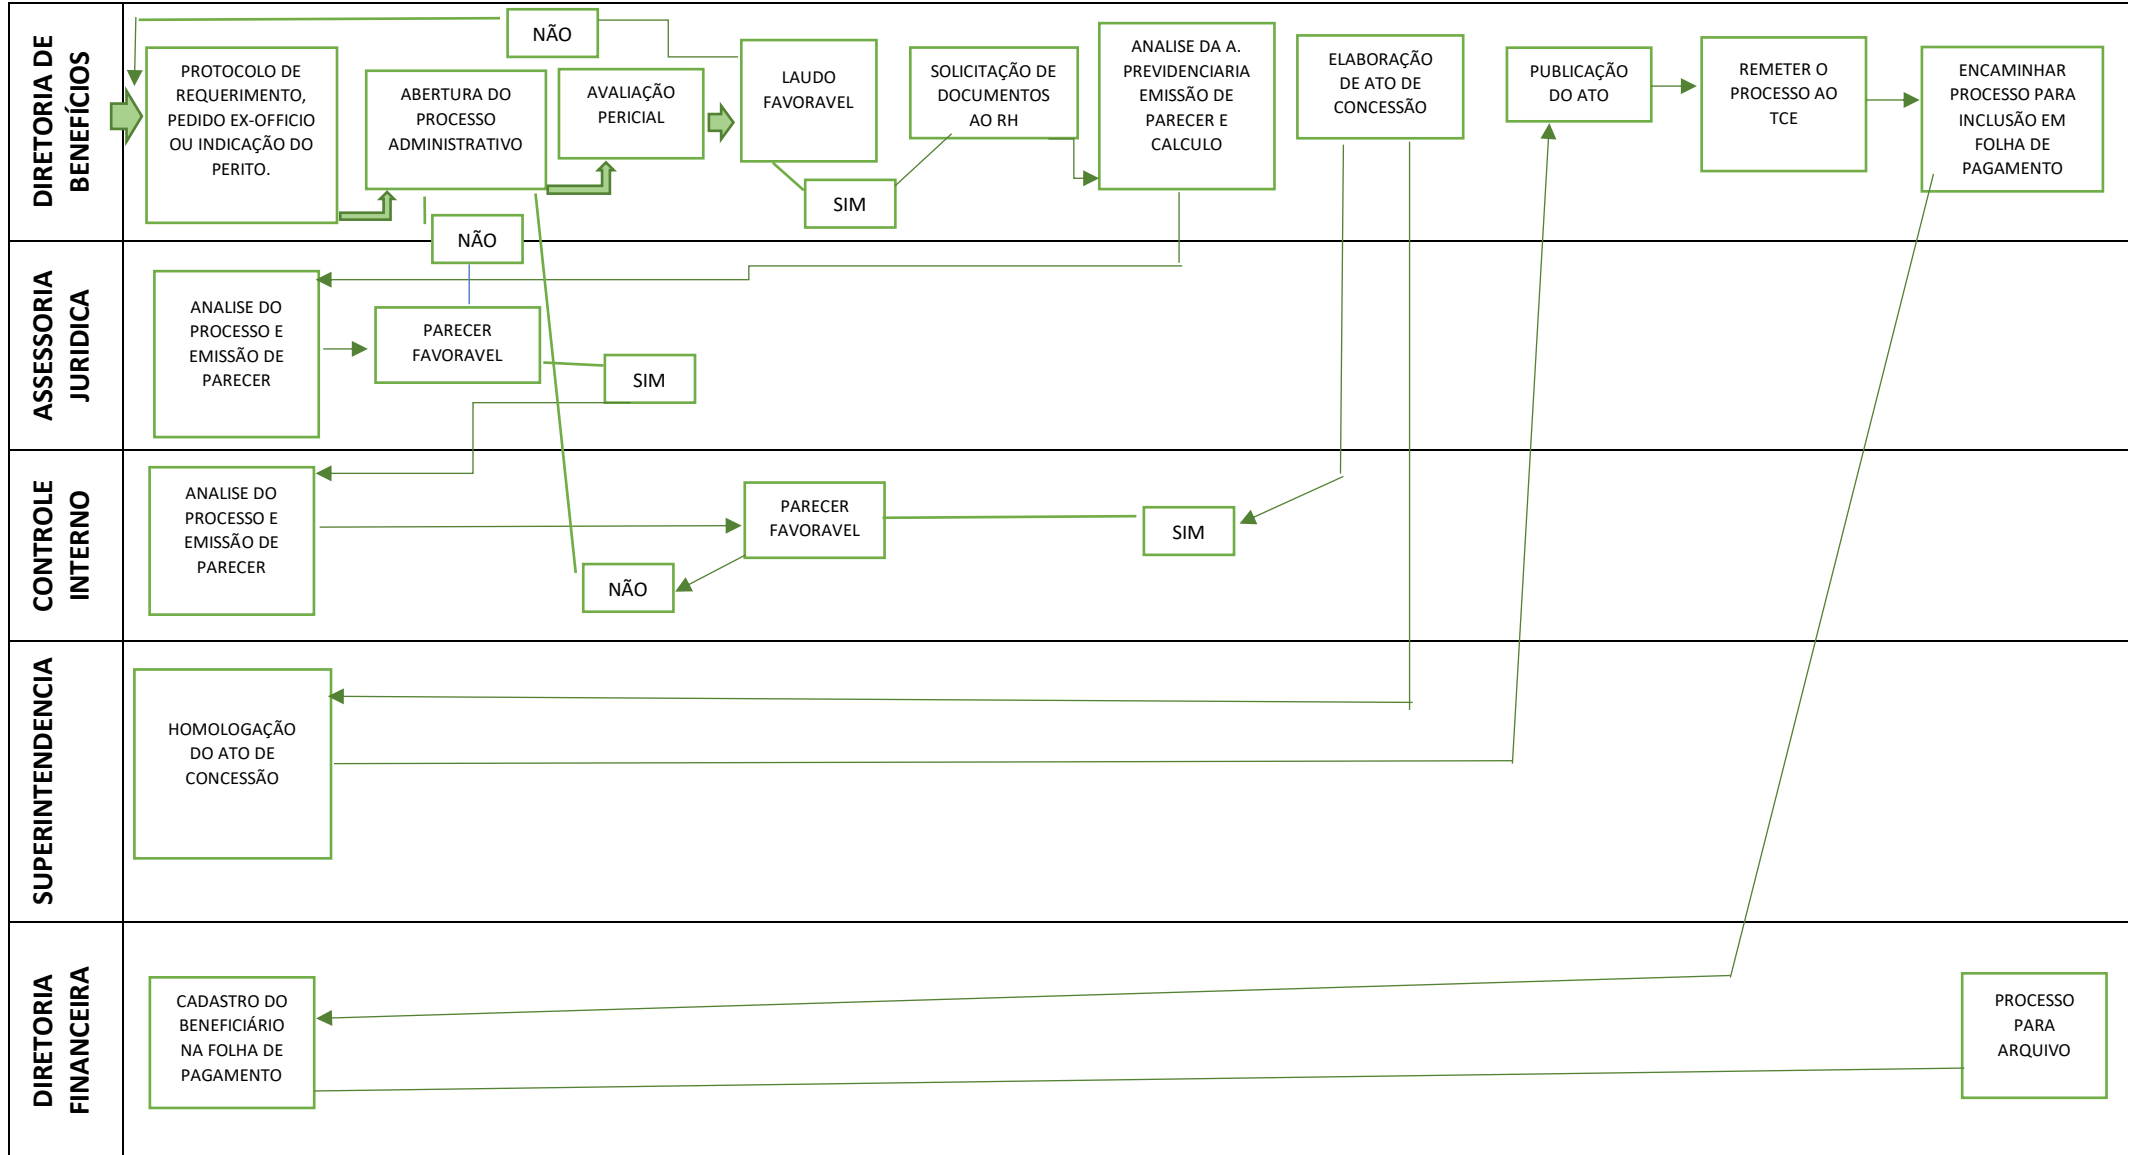 DIRETORIA DE
BENEFÍCIOS
PROTOCOLO DE
REQUERIMENTO,
PEDIDO EX-OFFICIO
OU INDICAÇÃO DO
PERITO.
ABERTURA DO
PROCESSO
ADMINISTRATIVO
NÃO
AVALIAÇÃO
PERICIAL
LAUDO
FAVORAVEL
SIM
SOLICITAÇÃO DE
DOCUMENTOS
AO RH
ANALISE DA A.
PREVIDENCIARIA
EMISSÃO DE
PARECER E
CALCULO
ELABORAÇÃO
DE ATO DE
CONCESSÃO
PUBLICAÇÃO
DO ATO
REMETER O
PROCESSO AO
TCE
ENCAMINHAR
PROCESSO PARA
INCLUSÃO EM
FOLHA DE
PAGAMENTO
NÃO
ASSESSORIA
JURIDICA
ANALISE DO
PROCESSO E
EMISSÃO DE
PARECER
PARECER
FAVORAVEL
SIM
CONTROLE
INTERNO
ANALISE DO
PROCESSO E
EMISSÃO DE
PARECER
PARECER
FAVORAVEL
NÃO
SIM
SUPERINTENDENCIA
HOMOLOGAÇÃO
DO ATO DE
CONCESSÃO
DIRETORIA
FINANCEIRA
CADASTRO DO
BENEFICIÁRIO
NA FOLHA DE
PAGAMENTO
PROCESSO
PARA
ARQUIVO